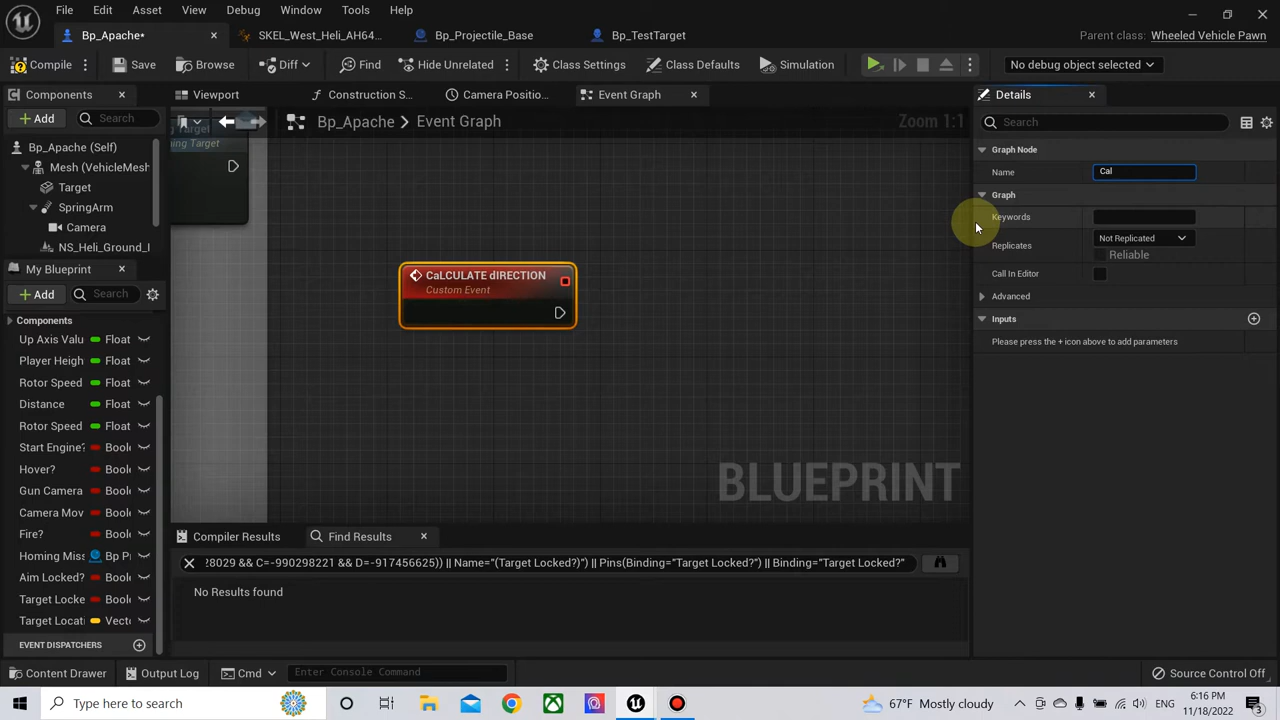 File Edit Asset View Debug Window Tools Help
Bp_Apache* SKEL_West_Heli_AH64... Bp_Projectile_Base Bp_TestTarget Parent class: Wheeled Vehicle Pawn
Compile Save Browse Diff Find Hide Unrelated Class Settings Class Defaults Simulation No debug object selected
Components Viewport Construction S... Camera Positio... Event Graph Details
+ Add Search Bp_Apache > Event Graph Zoom 1:1 Search
Bp_Apache (Self)
Mesh (VehicleMesh
Target
SpringArm
Camera
NS_Heli_Ground_I
My Blueprint
+ Add Search
Components
Up Axis Valu Float
Player Heigh Float
Rotor Speed Float
Distance Float
Rotor Speed Float
Start Engine? Boole
Hover? Boole
Gun Camera Boole
Camera Mov Boole
Fire? Boole
Homing Miss Bp Pr
Aim Locked? Boole
Target Locke Boole
Target Locat Vecto
EVENT DISPATCHERS
ng Target
ning Target
CaLCULATE dIRECTION
Custom Event
BLUEPRINT
Graph Node
Name Cal
Graph
Keywords
Replicates Not Replicated
Reliable
Call In Editor
Advanced
Inputs
Please press the + icon above to add parameters
Compiler Results Find Results
28029 && C=-990298221 && D=-917456625)) || Name="(Target Locked?)") || Pins(Binding="Target Locked?") || Binding="Target Locked?"
No Results found
Content Drawer Output Log Cmd Enter Console Command Source Control Off
Type here to search 67°F Mostly cloudy ENG 6:16 PM
11/18/2022 3